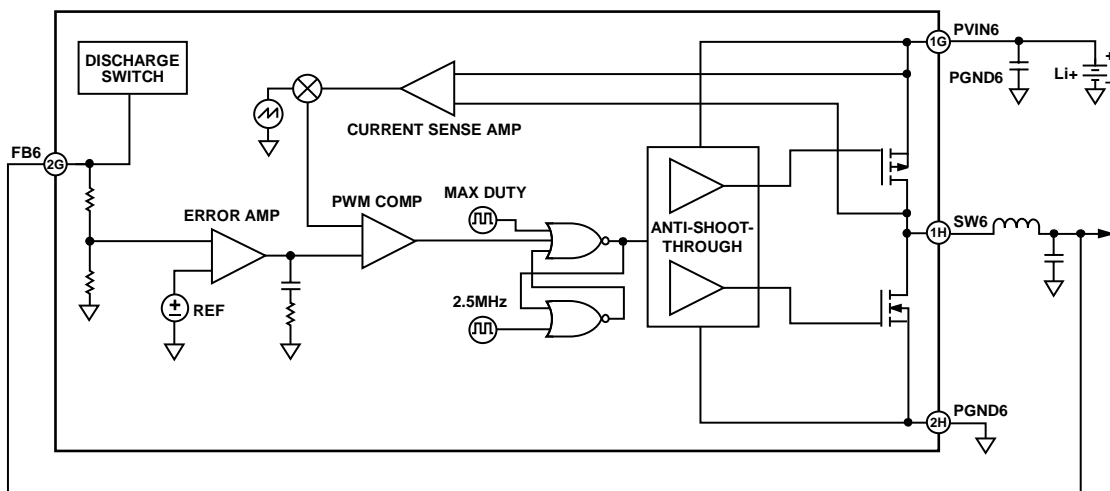 DISCHARGE
SWITCH
FB6
2G
CURRENT SENSE AMP
1G
PVIN6
PGND6
Li+
+
–
ERROR AMP
PWM COMP
MAX DUTY
ANTI-SHOOT-
THROUGH
1H
SW6
REF
2.5MHz
2H
PGND6